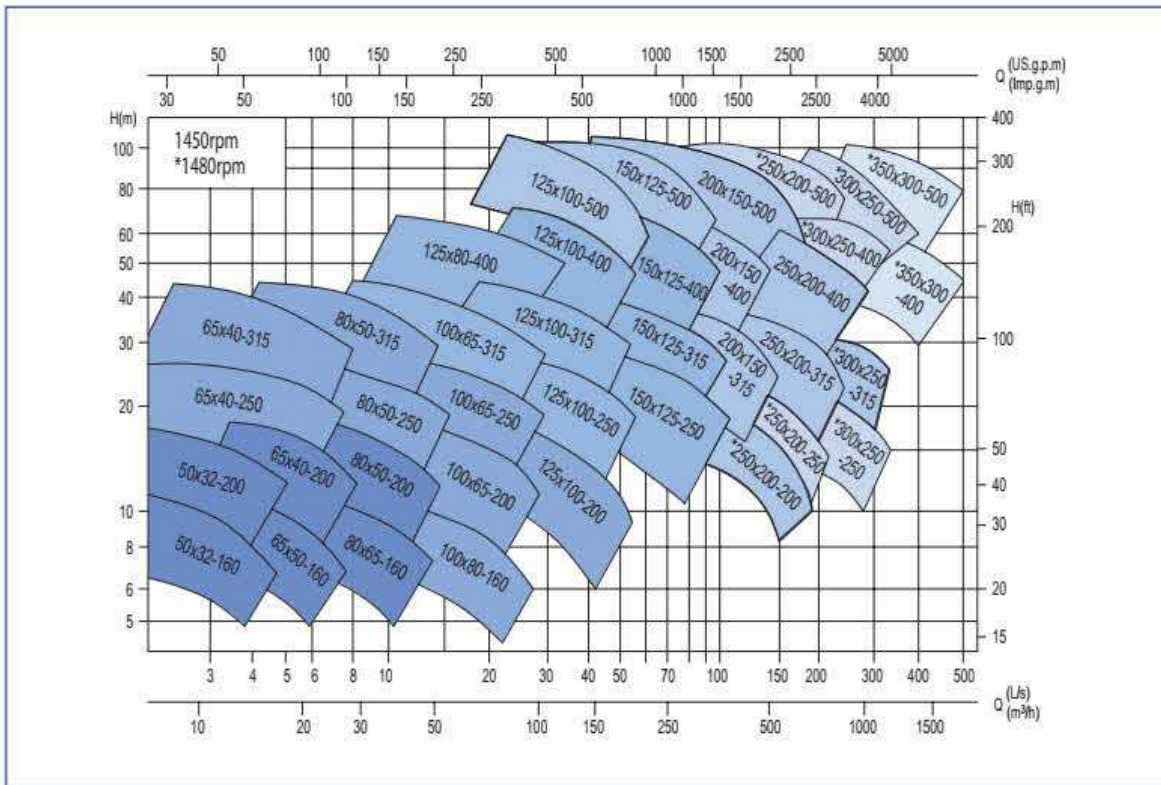 50 100 150 250 500 1000 1500 2500 5000
Q (US.g.p.m)
(Imp.g.m)
30 50 100 150 300 500 1000 1500 2500 4000
H(m)
1450rpm
*1480rpm
100
80
60
50
40
30
20
10
8
6
5
400
300
H(ft)
200
100
50
40
30
20
15
125x100-500
150x125-500
200x150-500
*250x200-500
*300x250-500
*350x300-500
125x80-400
125x100-400
150x125-400
200x150
-400
250x200-400
*300x250-400
*350x300
-400
65x40-315
80x50-315
100x65-315
125x100-315
150x125-315
200x150
-315
250x200-315
*300x250
-315
65x40-250
80x50-250
100x65-250
125x100-250
150x125-250
*250x200-250
*300x250
-250
50x32-200
65x40-200
80x50-200
100x65-200
125x100-200
*250x200-200
50x32-160
65x50-160
80x65-160
100x80-160
3 4 5 6 8 10 20 30 40 50 70 100 150 200 300 400 500
Q (L/s)
(m³/h)
10 20 30 50 100 150 250 500 1000 1500